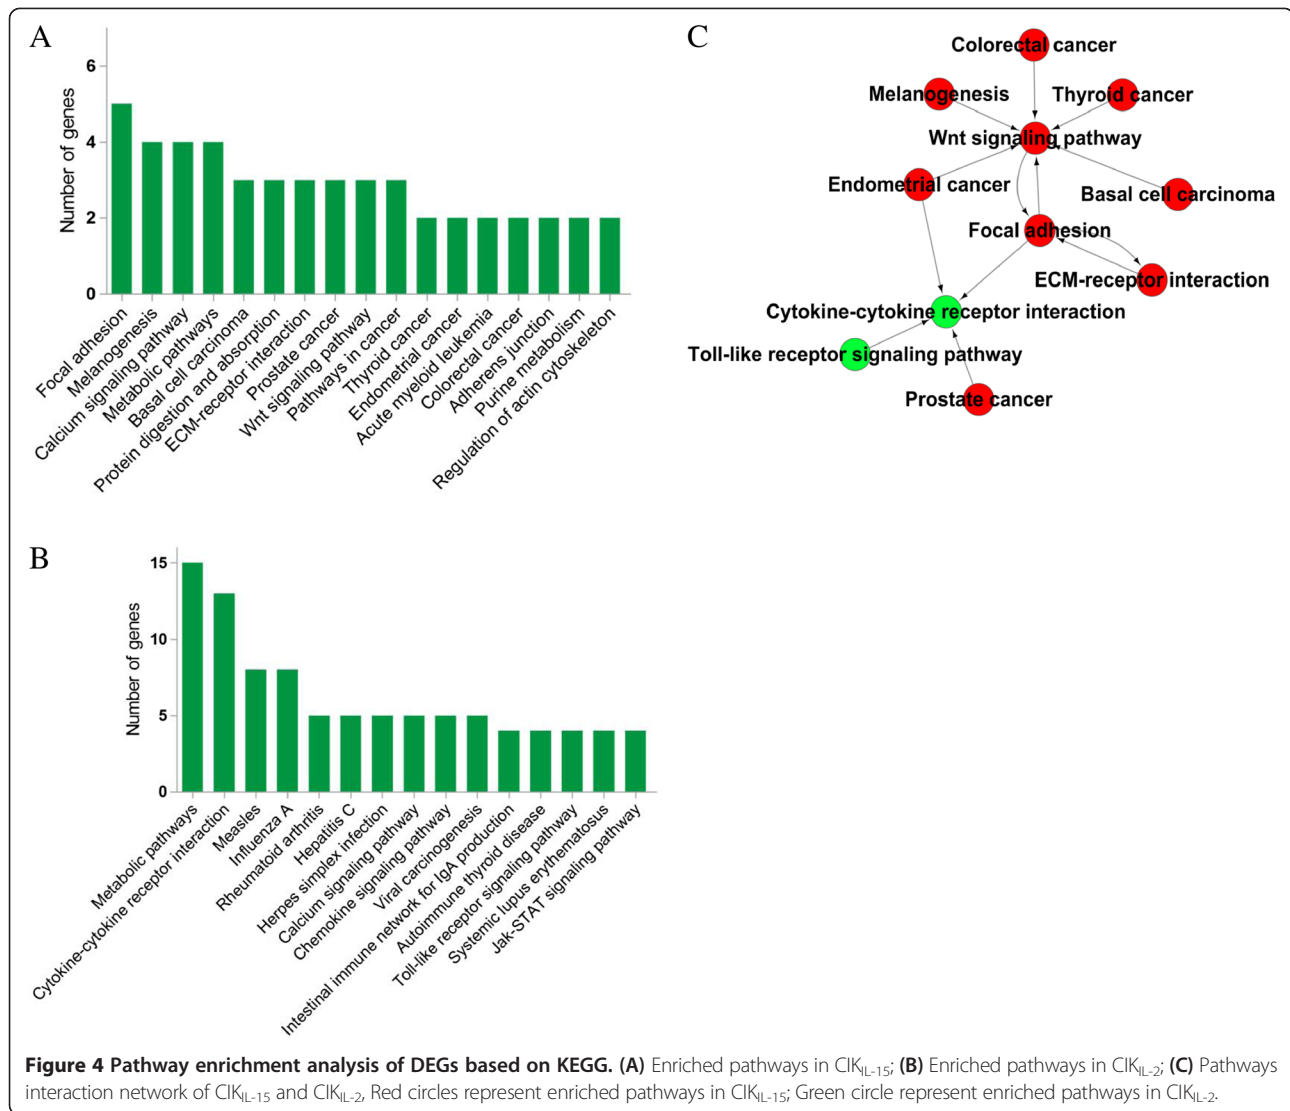 A
Number of genes
6
4
2
0
Focal adhesion
Melanogenesis
Calcium signaling pathway
Metabolic pathways
Basal cell carcinoma
Protein digestion and absorption
ECM-receptor interaction
Prostate cancer
Wnt signaling pathway
Pathways in cancer
Thyroid cancer
Endometrial cancer
Acute myeloid leukemia
Colorectal cancer
Adherens junction
Purine metabolism
Regulation of actin cytoskeleton
C
Colorectal cancer
Melanogenesis
Thyroid cancer
Wnt signaling pathway
Endometrial cancer
Basal cell carcinoma
Focal adhesion
ECM-receptor interaction
Cytokine-cytokine receptor interaction
Toll-like receptor signaling pathway
Prostate cancer
B
Number of genes
15
10
5
0
Metabolic pathways
Cytokine-cytokine receptor interaction
Measles
Influenza A
Rheumatoid arthritis
Hepatitis C
Herpes simplex infection
Calcium signaling pathway
Chemokine signaling pathway
Viral carcinogenesis
Intestinal immune network for IgA production
Autoimmune thyroid disease
Toll-like receptor signaling pathway
Systemic lupus erythematosus
Jak-STAT signaling pathway
Figure 4 Pathway enrichment analysis of DEGs based on KEGG. (A) Enriched pathways in CIK_IL-15; (B) Enriched pathways in CIK_IL-2; (C) Pathways
interaction network of CIK_IL-15 and CIK_IL-2, Red circles represent enriched pathways in CIK_IL-15; Green circle represent enriched pathways in CIK_IL-2.